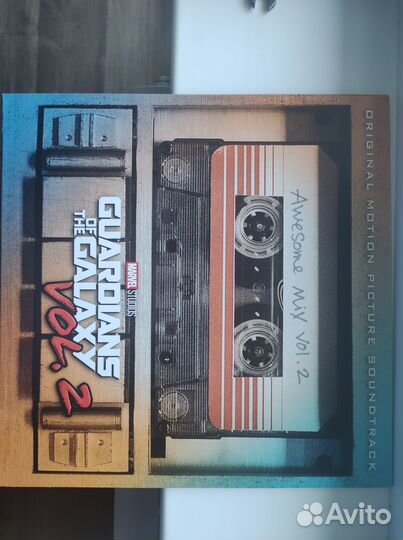 ORIGINAL MOTION PICTURE SOUNDTRACK
Awesome Mix Vol. 2
MARVEL STUDIOS
GUARDIANS
OF
THE GALAXY
VOL. 2
Avito